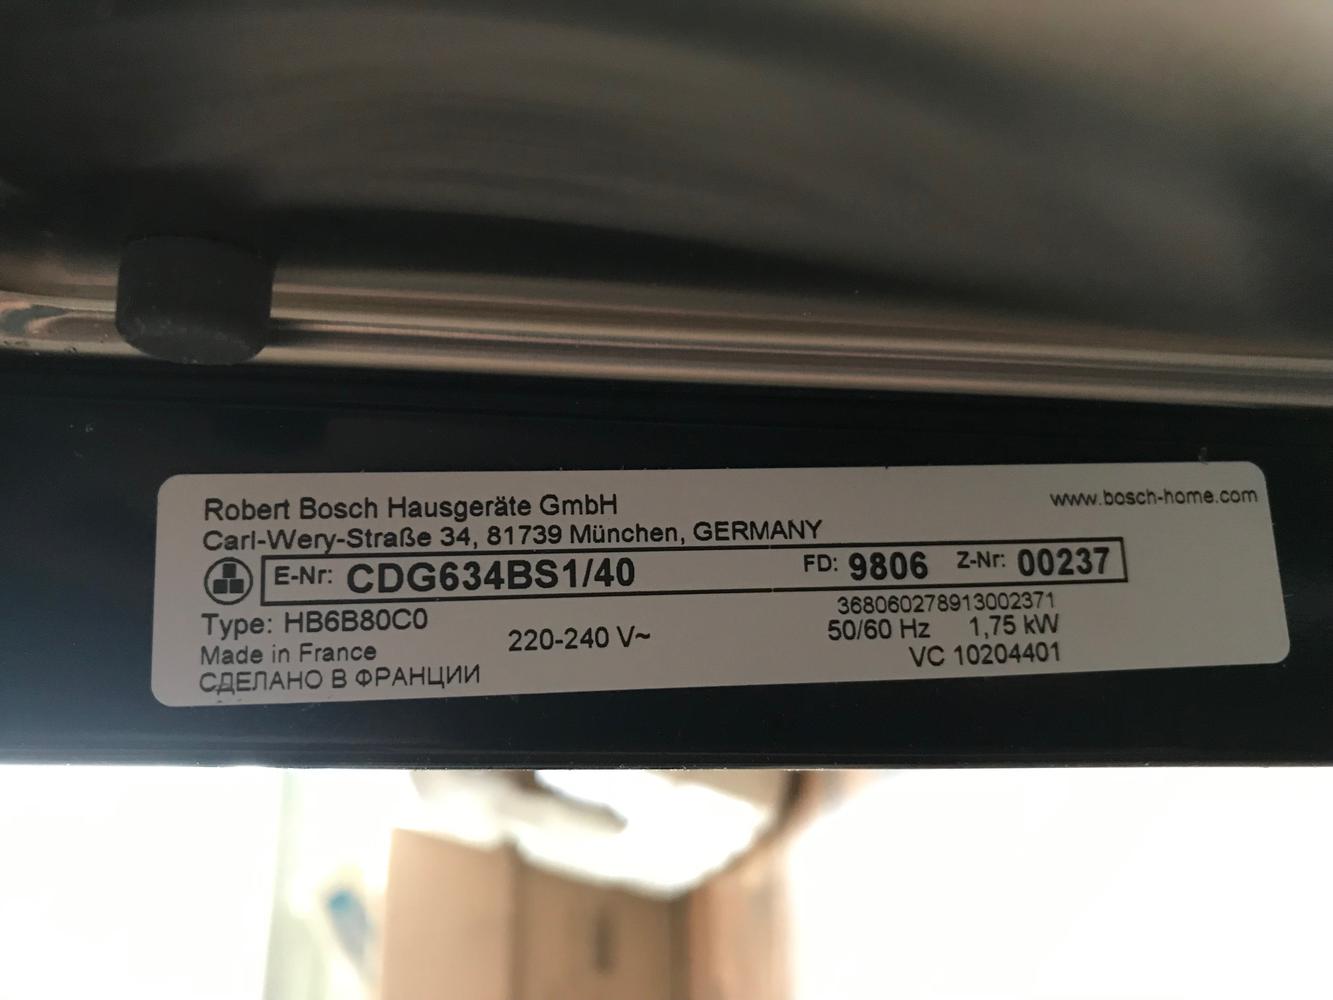 Robert Bosch Hausgeräte GmbH
www.bosch-home.com
Carl-Wery-Straße 34, 81739 München, GERMANY
E-Nr: CDG634BS1/40 FD: 9806 Z-Nr: 00237
368060278913002371
Type: HB6B80C0 220-240 V~ 50/60 Hz 1,75 kW
Made in France VC 10204401
СДЕЛАНО В ФРАНЦИИ